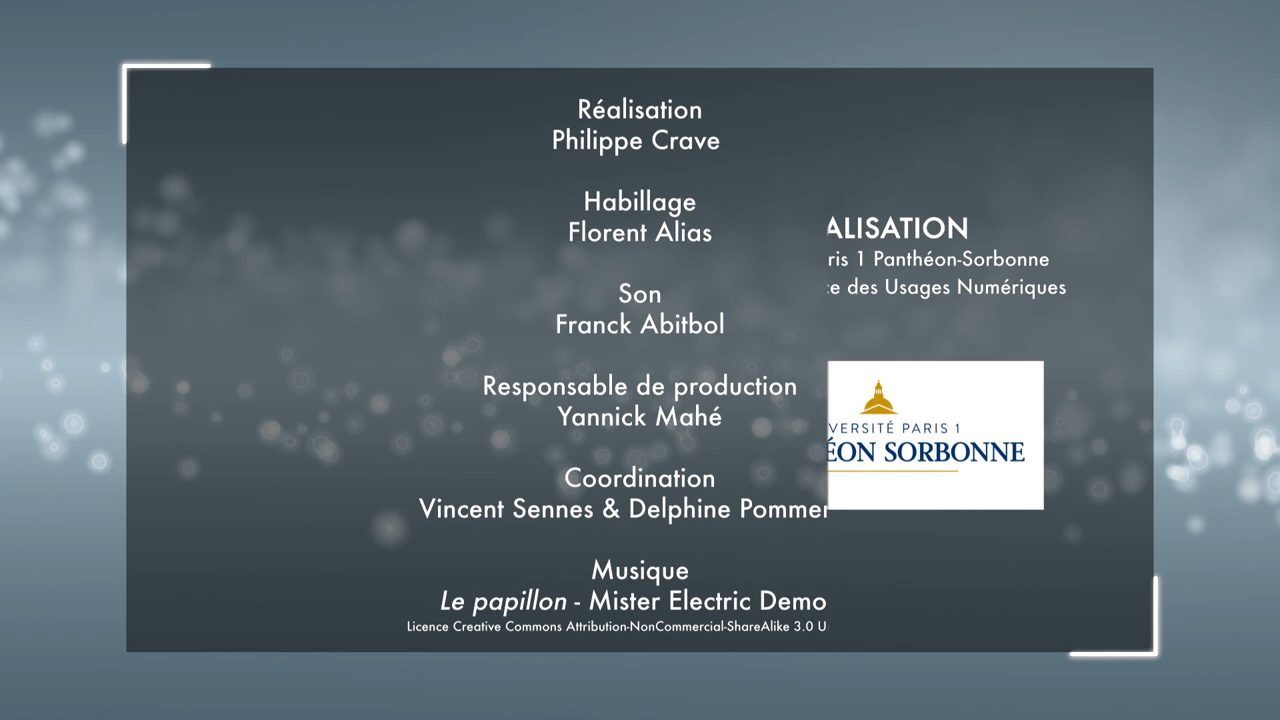 Réalisation
Philippe Crave
Habillage
Florent Alias
Son
Franck Abitbol
Responsable de production
Yannick Mahé
Coordination
Vincent Sennes & Delphine Pommer
Musique
Le papillon - Mister Electric Demo
Licence Creative Commons Attribution-NonCommercial-ShareAlike 3.0 U
ALISATION
ris 1 Panthéon-Sorbonne
ce des Usages Numériques
VERSITÉ PARIS 1
ÉON SORBONNE